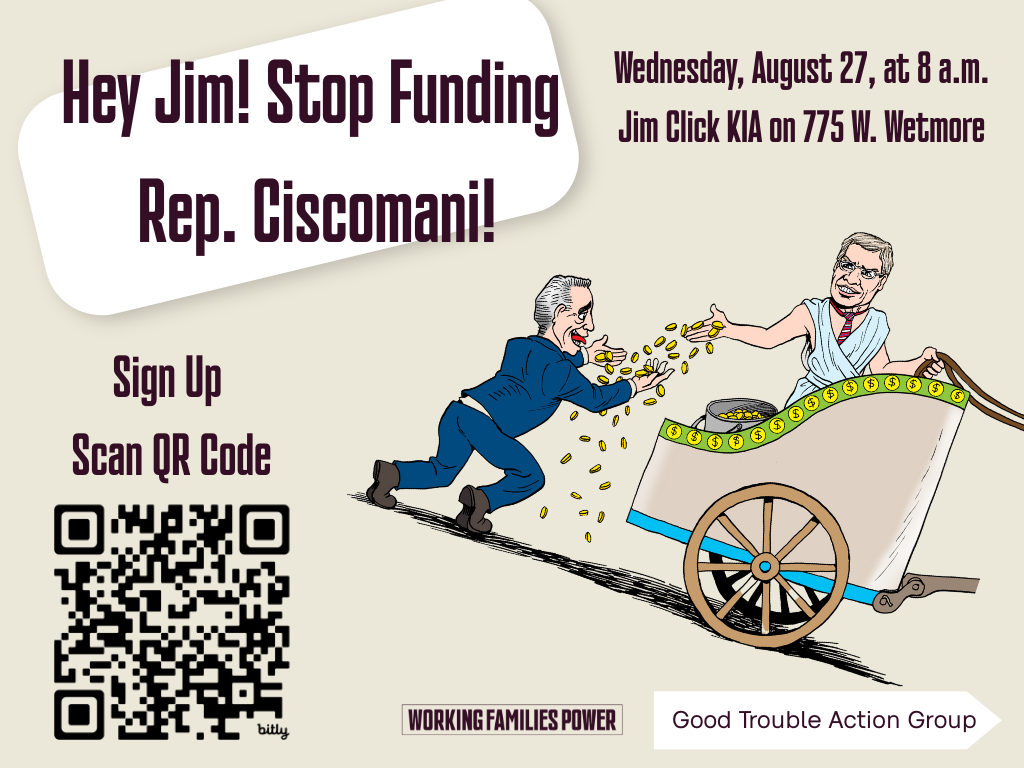 Hey Jim! Stop Funding
Rep. Ciscomani!
Wednesday, August 27, at 8 a.m.
Jim Click KIA on 775 W. Wetmore
Sign Up
Scan QR Code
bitly
$ $ $ $ $ $ $ $ $ $ $ $ $ $
WORKING FAMILIES POWER
Good Trouble Action Group